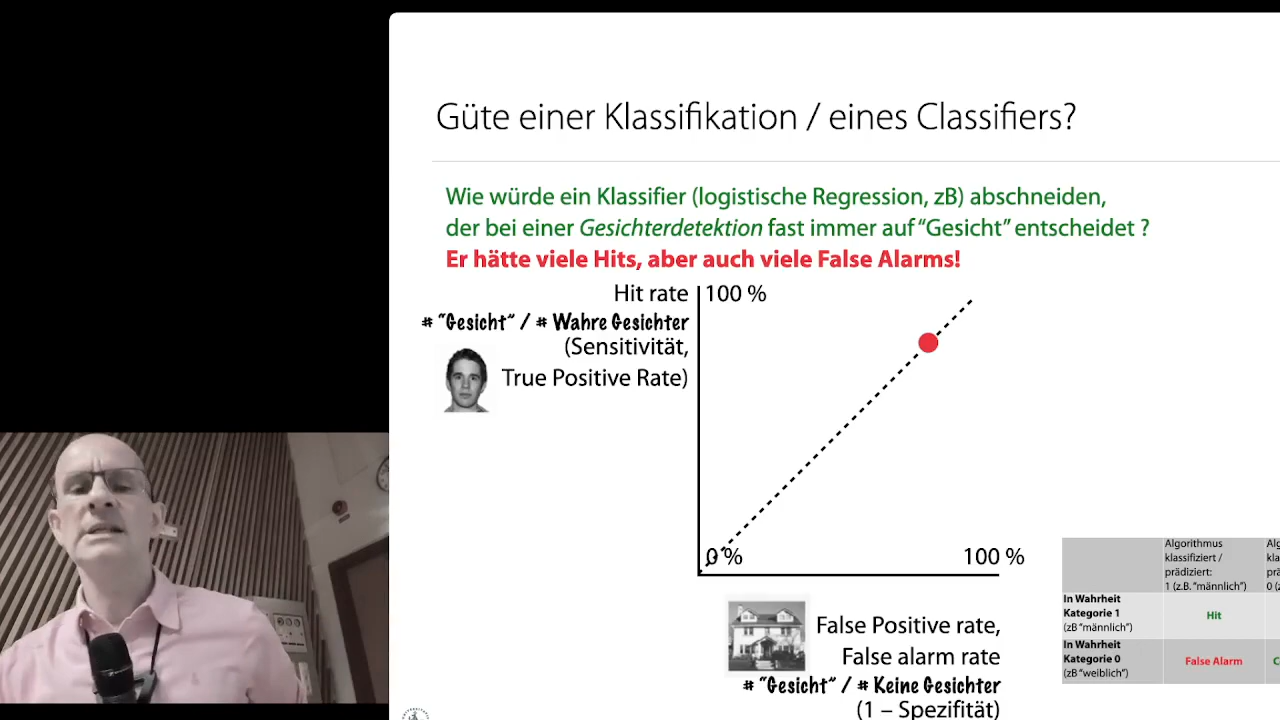 Güte einer Klassifikation / eines Classifiers?
Wie würde ein Klassifier (logistische Regression, zB) abschneiden,
der bei einer Gesichterdetektion fast immer auf “Gesicht” entscheidet ?
Er hätte viele Hits, aber auch viele False Alarms!
Hit rate
100 %
# “Gesicht” / # Wahre Gesichter
(Sensitivität,
True Positive Rate)
0 %
100 %
False Positive rate,
False alarm rate
# “Gesicht” / # Keine Gesichter
(1 – Spezifität)
Algorithmus
klassifiziert /
prädiziert:
1 (z.B. “männlich”)
In Wahrheit
Kategorie 1
(zB “männlich”)
Hit
In Wahrheit
Kategorie 0
(zB “weiblich”)
False Alarm